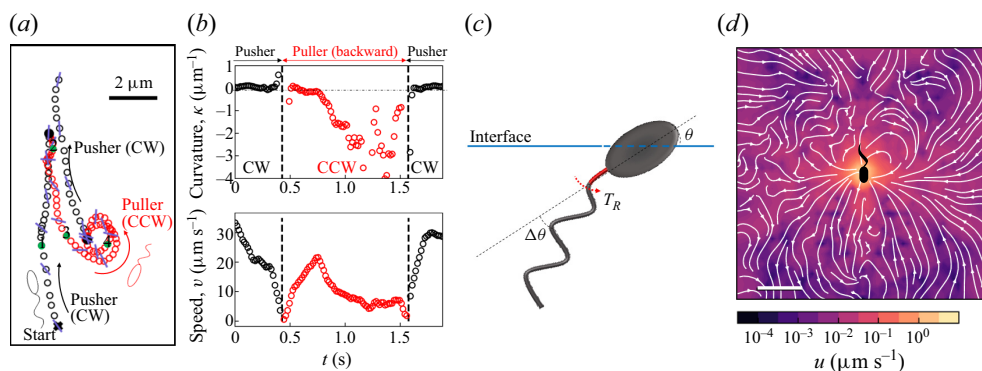 (a)
2 μm
Pusher (CW)
Puller
(CCW)
Pusher
(CW)
Start
(b)
Pusher
Puller (backward)
Pusher
Curvature, κ (μm⁻¹)
1
0
−1
−2
−3
−4
CW
CCW
CW
0
0.5
1.0
1.5
Speed, v (μm s⁻¹)
40
30
20
10
0
0
0.5
1.0
1.5
t (s)
(c)
Interface
θ
T_R
Δθ
(d)
10⁻⁴
10⁻³
10⁻²
10⁻¹
10⁰
u (μm s⁻¹)